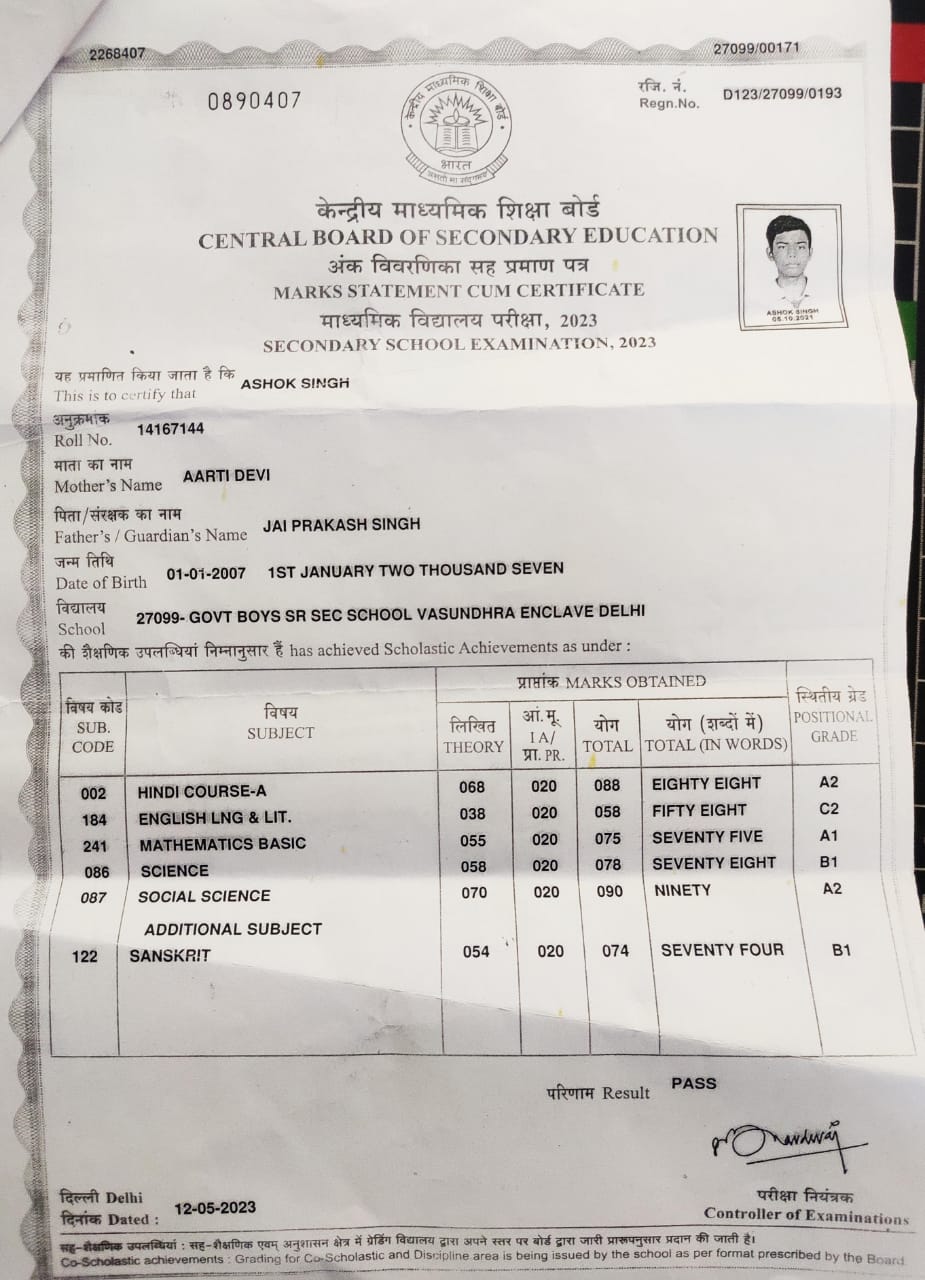 2268407
27099/00171
0890407
रजि. नं.
Regn.No. D123/27099/0193
केन्द्रीय माध्यमिक शिक्षा बोर्ड
भारत
असतो मा सद्गमय
केन्द्रीय माध्यमिक शिक्षा बोर्ड
CENTRAL BOARD OF SECONDARY EDUCATION
अंक विवरणिका सह प्रमाण पत्र
MARKS STATEMENT CUM CERTIFICATE
माध्यमिक विद्यालय परीक्षा, 2023
SECONDARY SCHOOL EXAMINATION, 2023
ASHOK SINGH
05.10.2021
यह प्रमाणित किया जाता है कि
This is to certify that ASHOK SINGH
अनुक्रमांक
Roll No. 14167144
माता का नाम
Mother's Name AARTI DEVI
पिता/संरक्षक का नाम
Father's / Guardian's Name JAI PRAKASH SINGH
जन्म तिथि
Date of Birth 01-01-2007 1ST JANUARY TWO THOUSAND SEVEN
विद्यालय
School 27099- GOVT BOYS SR SEC SCHOOL VASUNDHRA ENCLAVE DELHI
की शैक्षणिक उपलब्धियां निम्नानुसार हैं has achieved Scholastic Achievements as under :
विषय कोड
SUB.
CODE
विषय
SUBJECT
प्राप्तांक MARKS OBTAINED
लिखित
THEORY
आं.मू.
I A/
प्रा. PR.
योग
TOTAL
योग (शब्दों में)
TOTAL (IN WORDS)
स्थितीय ग्रेड
POSITIONAL
GRADE
002 HINDI COURSE-A 068 020 088 EIGHTY EIGHT A2
184 ENGLISH LNG & LIT. 038 020 058 FIFTY EIGHT C2
241 MATHEMATICS BASIC 055 020 075 SEVENTY FIVE A1
086 SCIENCE 058 020 078 SEVENTY EIGHT B1
087 SOCIAL SCIENCE 070 020 090 NINETY A2
ADDITIONAL SUBJECT
122 SANSKRIT 054 020 074 SEVENTY FOUR B1
परिणाम Result PASS
दिल्ली Delhi
दिनांक Dated : 12-05-2023
परीक्षा नियंत्रक
Controller of Examinations
सह-शैक्षणिक उपलब्धियां : सह-शैक्षणिक एवम् अनुशासन क्षेत्र में ग्रेडिंग विद्यालय द्वारा अपने स्तर पर बोर्ड द्वारा जारी प्रारूपनुसार प्रदान की जाती है।
Co-Scholastic achievements : Grading for Co-Scholastic and Discipline area is being issued by the school as per format prescribed by the Board.